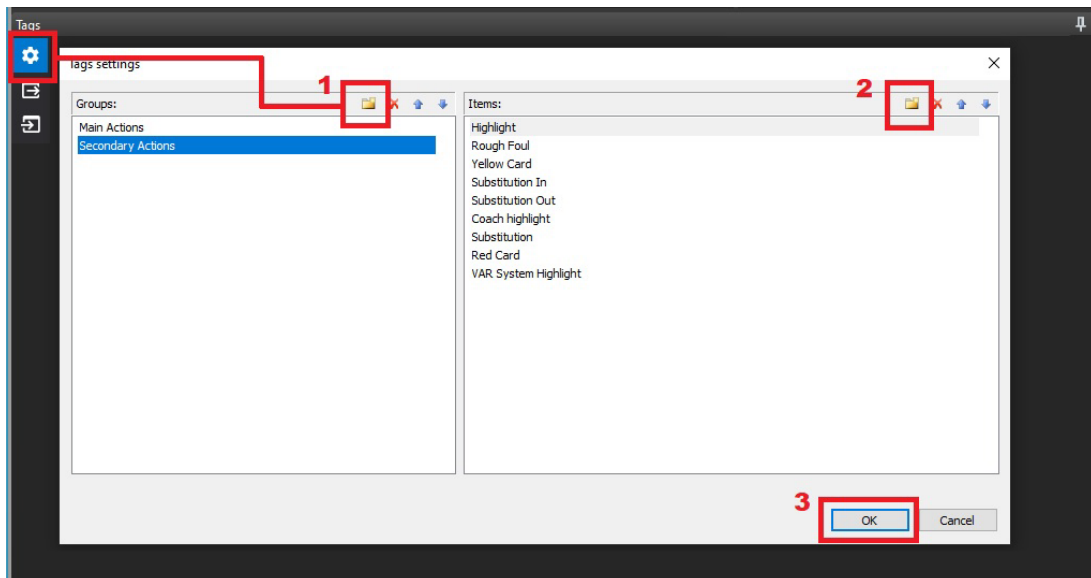 Tags
Tags settings
1
2
Groups:
Items:
Main Actions
Secondary Actions
Highlight
Rough Foul
Yellow Card
Substitution In
Substitution Out
Coach highlight
Substitution
Red Card
VAR System Highlight
3
OK
Cancel